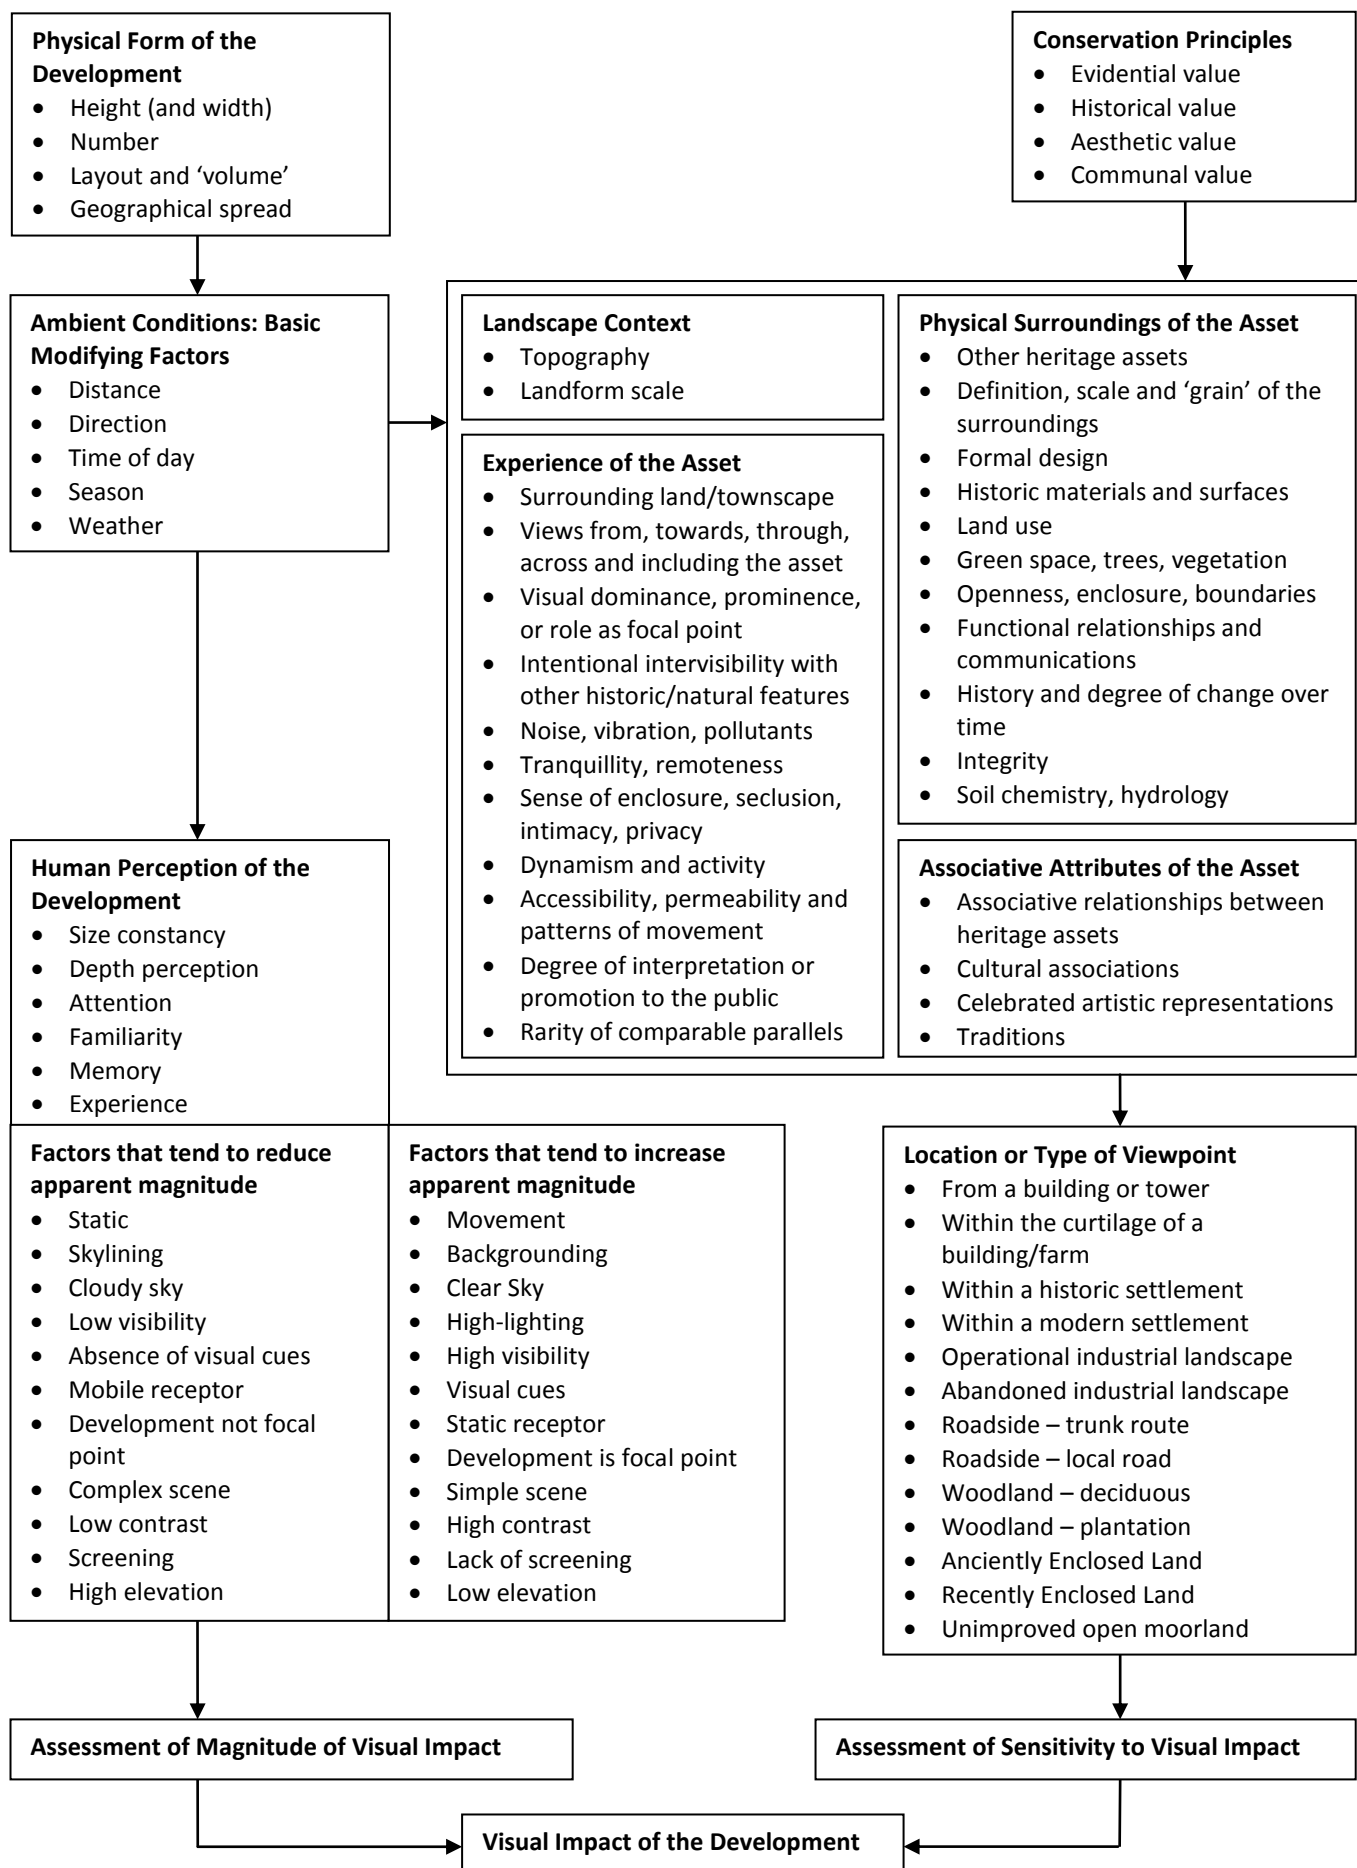 Physical Form of the
Development
• Height (and width)
• Number
• Layout and ‘volume’
• Geographical spread
Conservation Principles
• Evidential value
• Historical value
• Aesthetic value
• Communal value
Ambient Conditions: Basic
Modifying Factors
• Distance
• Direction
• Time of day
• Season
• Weather
Landscape Context
• Topography
• Landform scale
Experience of the Asset
• Surrounding land/townscape
• Views from, towards, through,
across and including the asset
• Visual dominance, prominence,
or role as focal point
• Intentional intervisibility with
other historic/natural features
• Noise, vibration, pollutants
• Tranquillity, remoteness
• Sense of enclosure, seclusion,
intimacy, privacy
• Dynamism and activity
• Accessibility, permeability and
patterns of movement
• Degree of interpretation or
promotion to the public
• Rarity of comparable parallels
Physical Surroundings of the Asset
• Other heritage assets
• Definition, scale and ‘grain’ of the
surroundings
• Formal design
• Historic materials and surfaces
• Land use
• Green space, trees, vegetation
• Openness, enclosure, boundaries
• Functional relationships and
communications
• History and degree of change over
time
• Integrity
• Soil chemistry, hydrology
Associative Attributes of the Asset
• Associative relationships between
heritage assets
• Cultural associations
• Celebrated artistic representations
• Traditions
Human Perception of the
Development
• Size constancy
• Depth perception
• Attention
• Familiarity
• Memory
• Experience
Factors that tend to reduce
apparent magnitude
• Static
• Skylining
• Cloudy sky
• Low visibility
• Absence of visual cues
• Mobile receptor
• Development not focal
point
• Complex scene
• Low contrast
• Screening
• High elevation
Factors that tend to increase
apparent magnitude
• Movement
• Backgrounding
• Clear Sky
• High-lighting
• High visibility
• Visual cues
• Static receptor
• Development is focal point
• Simple scene
• High contrast
• Lack of screening
• Low elevation
Location or Type of Viewpoint
• From a building or tower
• Within the curtilage of a
building/farm
• Within a historic settlement
• Within a modern settlement
• Operational industrial landscape
• Abandoned industrial landscape
• Roadside – trunk route
• Roadside – local road
• Woodland – deciduous
• Woodland – plantation
• Anciently Enclosed Land
• Recently Enclosed Land
• Unimproved open moorland
Assessment of Magnitude of Visual Impact
Assessment of Sensitivity to Visual Impact
Visual Impact of the Development